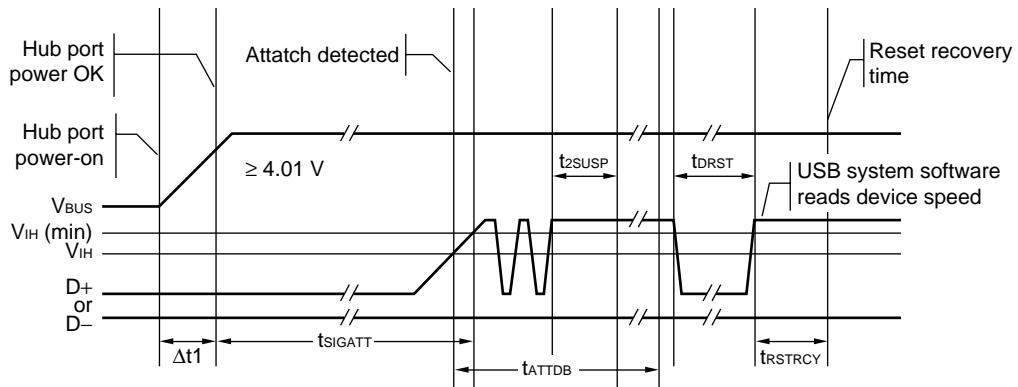 Hub port
power OK
Attatch detected
Reset recovery
time
Hub port
power-on
≥ 4.01 V
t2SUSP
tDRST
USB system software
reads device speed
VBUS
VIH (min)
VIH
D+
or
D−
Δt1
tSIGATT
tATTDB
tRSTRCY